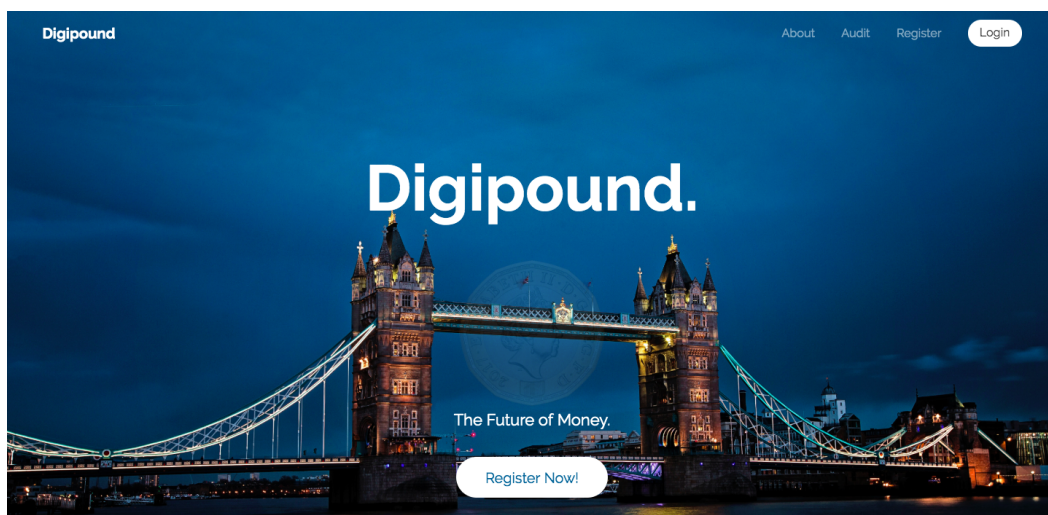 Digipound
About
Audit
Register
Login
Digipound.
The Future of Money.
Register Now!